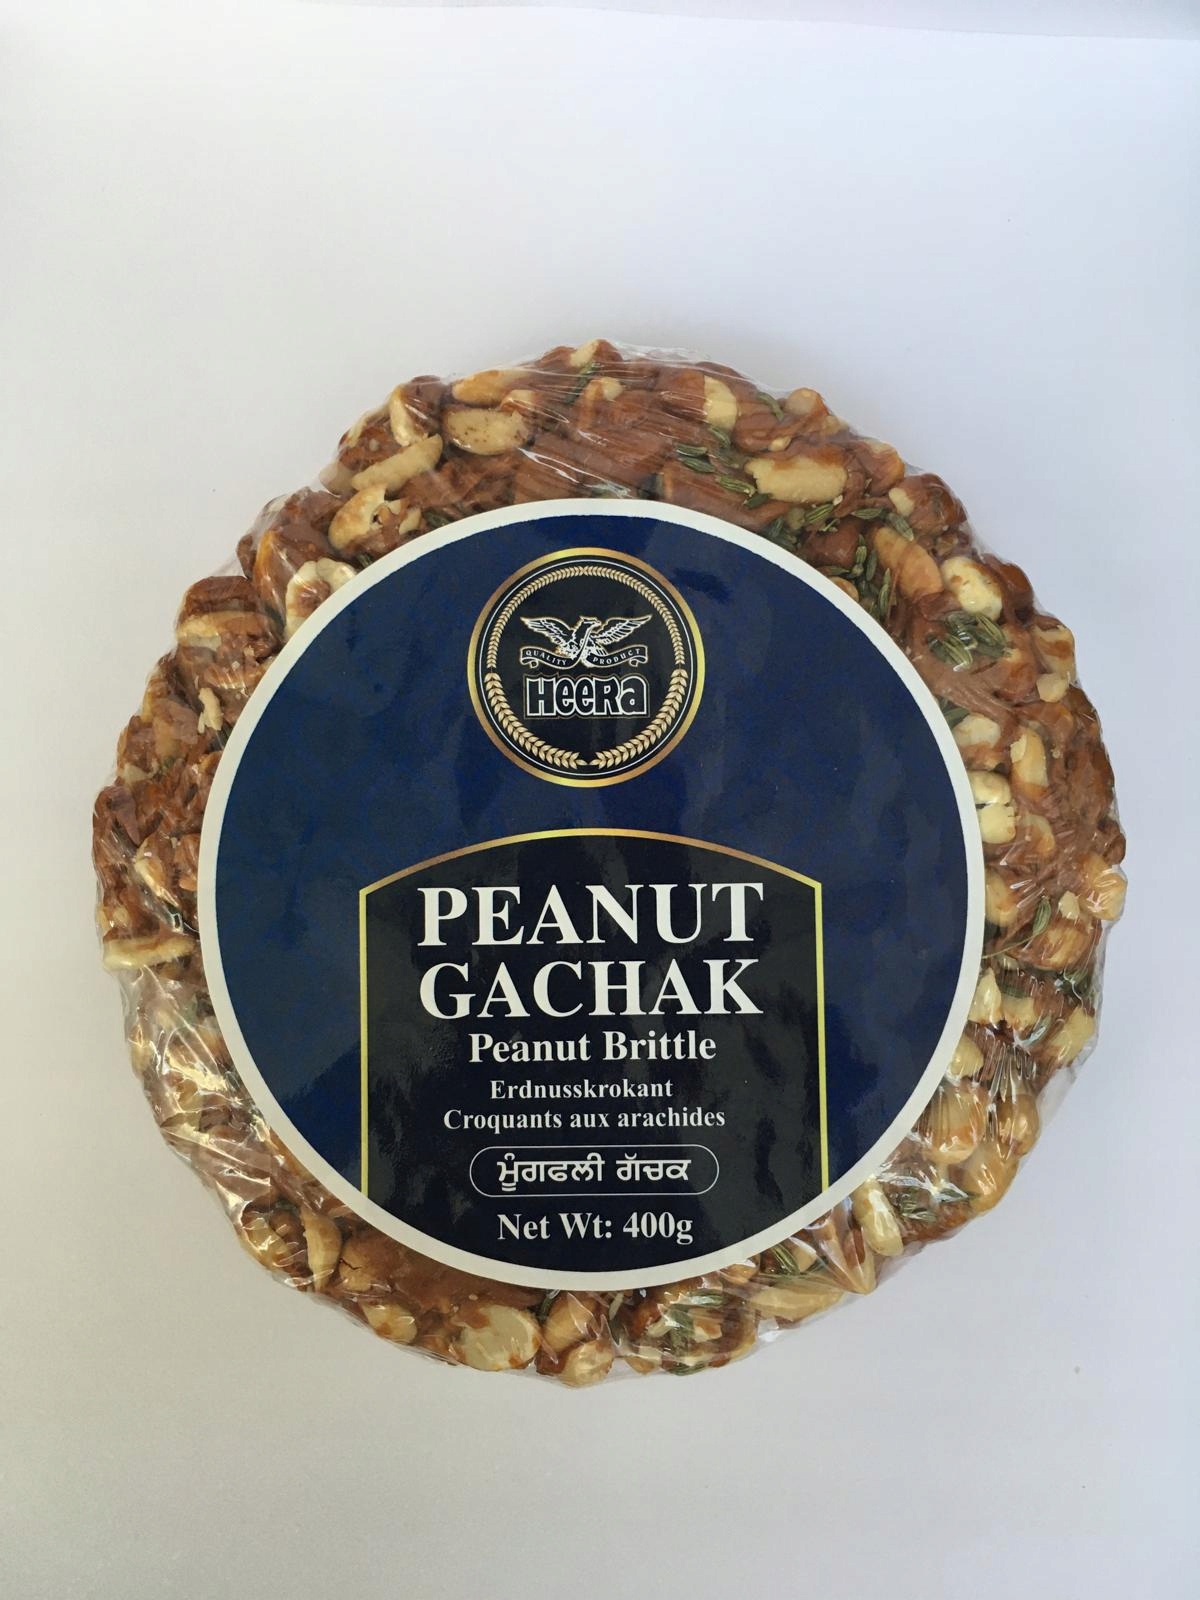 QUALITY PRODUCT
HEERA
PEANUT
GACHAK
Peanut Brittle
Erdnusskrokant
Croquants aux arachides
ਮੂੰਗਫਲੀ ਗੱਚਕ
Net Wt: 400g